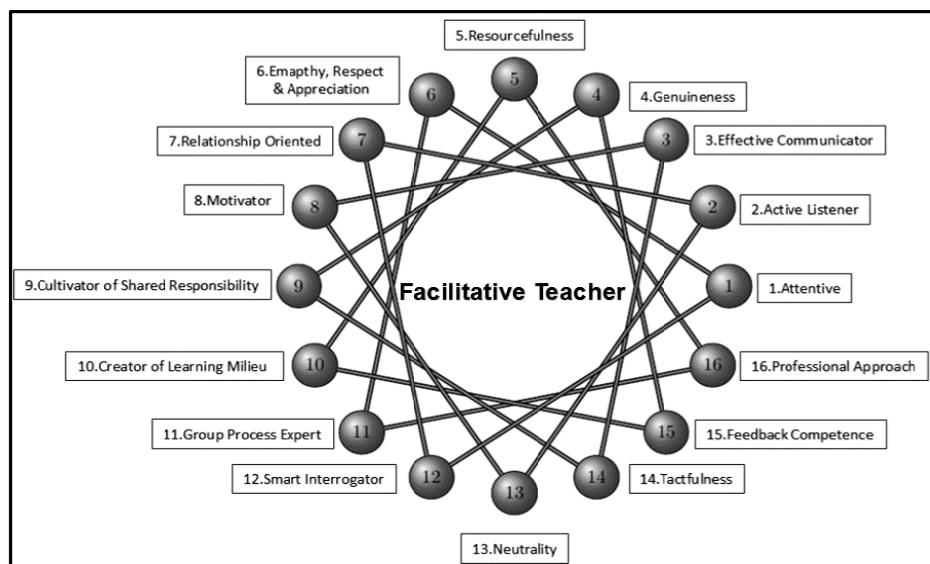 5.Resourcefulness
6.Emapthy, Respect
& Appreciation
4.Genuineness
7.Relationship Oriented
3.Effective Communicator
8.Motivator
2.Active Listener
9.Cultivator of Shared Responsibility
Facilitative Teacher
1.Attentive
10.Creator of Learning Milieu
16.Professional Approach
11.Group Process Expert
15.Feedback Competence
12.Smart Interrogator
14.Tactfulness
13.Neutrality
5
6
4
7
3
8
2
9
1
10
16
11
15
12
14
13